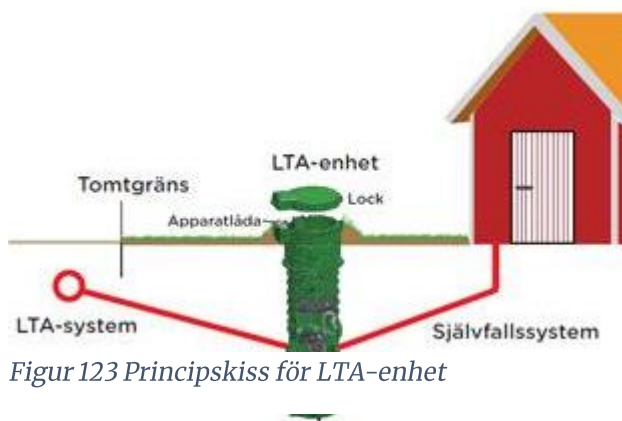 LTA-enhet
Tomtgräns
Lock
Apparatlåda
LTA-system
Självfallssystem
Figur 123 Principskiss för LTA-enhet